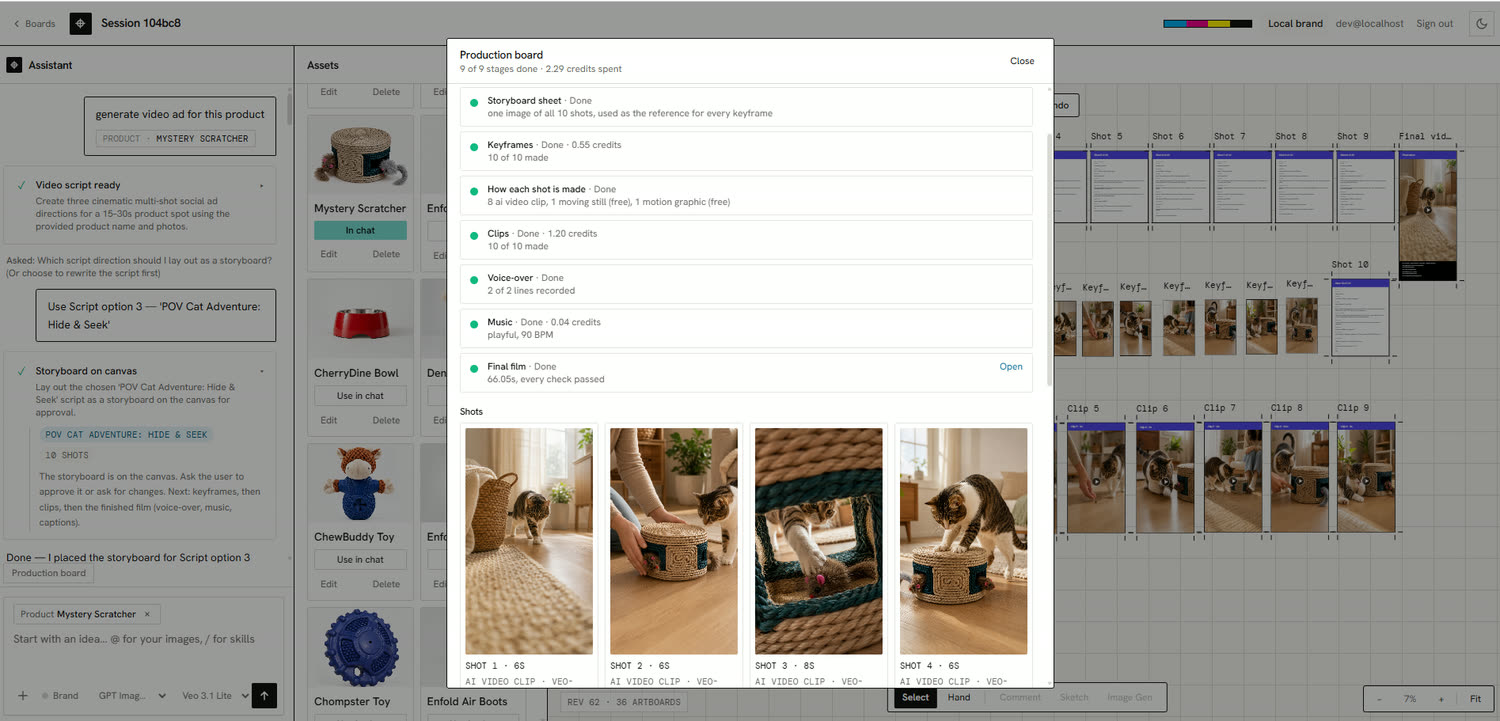 Boards
Session 104bc8
Local brand
dev@localhost
Sign out
Assistant
generate video ad for this product
PRODUCT · MYSTERY SCRATCHER
Video script ready
Create three cinematic multi-shot social ad
directions for a 15-30s product spot using the
provided product name and photos.
Asked: Which script direction should I lay out as a storyboard?
(Or choose to rewrite the script first)
Use Script option 3 — 'POV Cat Adventure:
Hide & Seek'
Storyboard on canvas
Lay out the chosen 'POV Cat Adventure: Hide &
Seek' script as a storyboard on the canvas for
approval.
POV CAT ADVENTURE: HIDE & SEEK
10 SHOTS
The storyboard is on the canvas. Ask the user to
approve it or ask for changes. Next: keyframes, then
clips, then the finished film (voice-over, music,
captions).
Done — I placed the storyboard for Script option 3
Production board
Product Mystery Scratcher ×
Start with an idea... @ for your images, / for skills
+ Brand GPT Imag... Veo 3.1 Lite
Assets
Edit Delete Edit
Mystery Scratcher
In chat
Edit Delete Edit
CherryDine Bowl
Use in chat
Edit Delete Edit
ChewBuddy Toy
Use in chat
Edit Delete Edit
Chompster Toy
Enfold Air Boots
Production board
9 of 9 stages done · 2.29 credits spent
Close
Storyboard sheet · Done
one image of all 10 shots, used as the reference for every keyframe
Keyframes · Done · 0.55 credits
10 of 10 made
How each shot is made · Done
8 ai video clip, 1 moving still (free), 1 motion graphic (free)
Clips · Done · 1.20 credits
10 of 10 made
Voice-over · Done
2 of 2 lines recorded
Music · Done · 0.04 credits
playful, 90 BPM
Final film · Done
66.05s, every check passed
Open
Shots
SHOT 1 · 6S
AI VIDEO CLIP · VEO-
SHOT 2 · 6S
AI VIDEO CLIP · VEO-
SHOT 3 · 8S
AI VIDEO CLIP · VEO-
SHOT 4 · 6S
AI VIDEO CLIP · VEO-
4 Shot 5 Shot 6 Shot 7 Shot 8 Shot 9 Final vid…
Shot 10
Keyf… Keyf… Keyf… Keyf… Keyf… Keyf…
Clip 5 Clip 6 Clip 7 Clip 8 Clip 9
REV 62 · 36 ARTBOARDS
Select Hand Comment Sketch Image Gen
- 7% + Fit